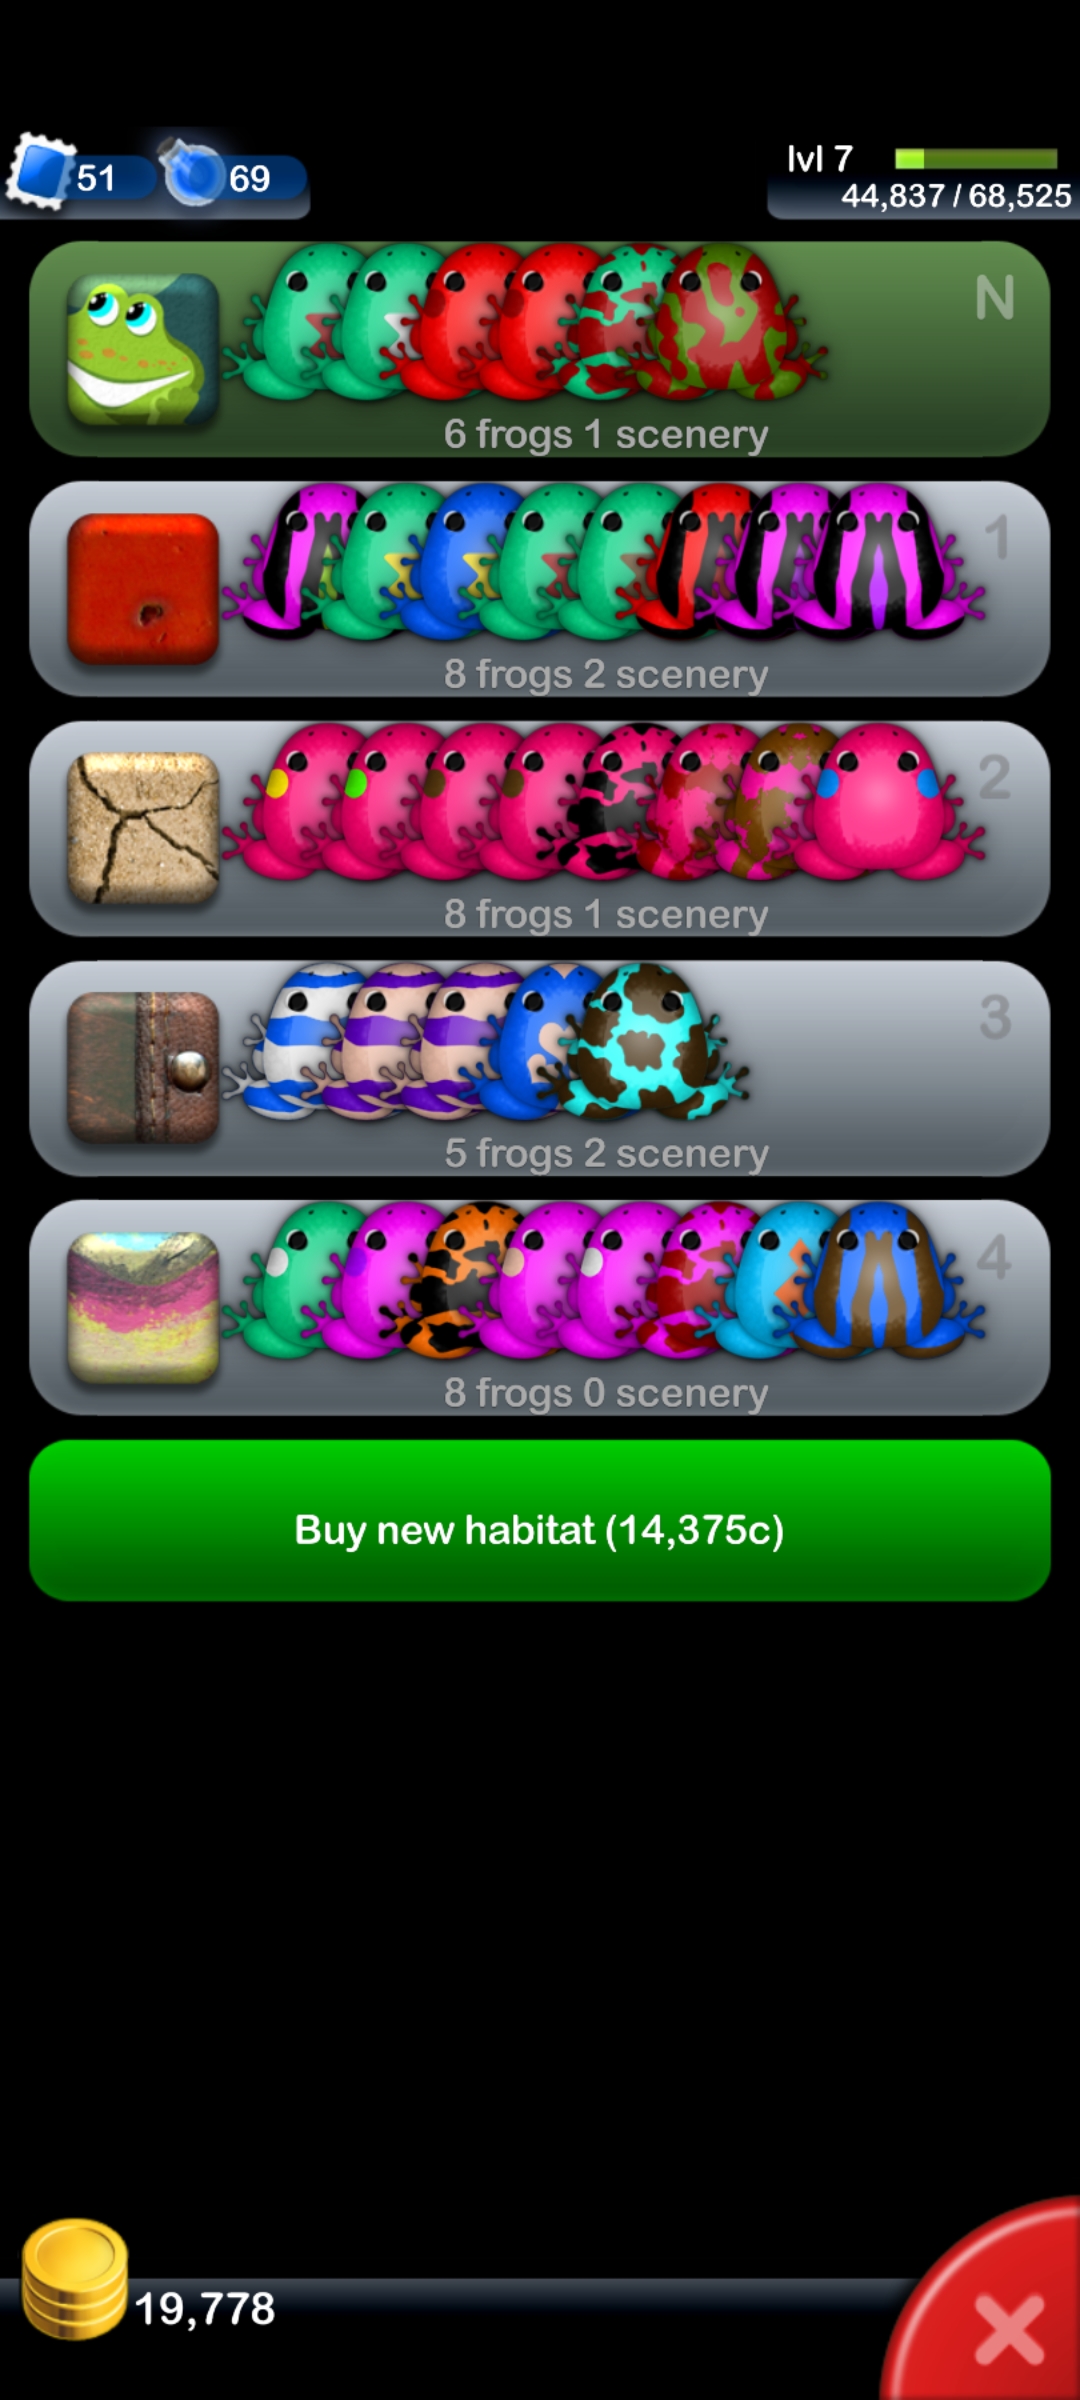 51
69
lvl 7
44,837 / 68,525
N
6 frogs 1 scenery
1
8 frogs 2 scenery
2
8 frogs 1 scenery
3
5 frogs 2 scenery
4
8 frogs 0 scenery
Buy new habitat (14,375c)
19,778